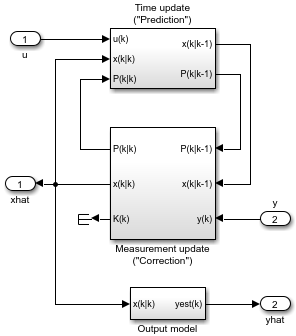 Time update
("Prediction")
1
u
u(k)
x(k|k)
P(k|k)
x(k|k-1)
P(k|k-1)
P(k|k)
x(k|k)
K(k)
P(k|k-1)
x(k|k-1)
y(k)
1
xhat
y
2
Measurement update
("Correction")
x(k|k)
yest(k)
2
yhat
Output model